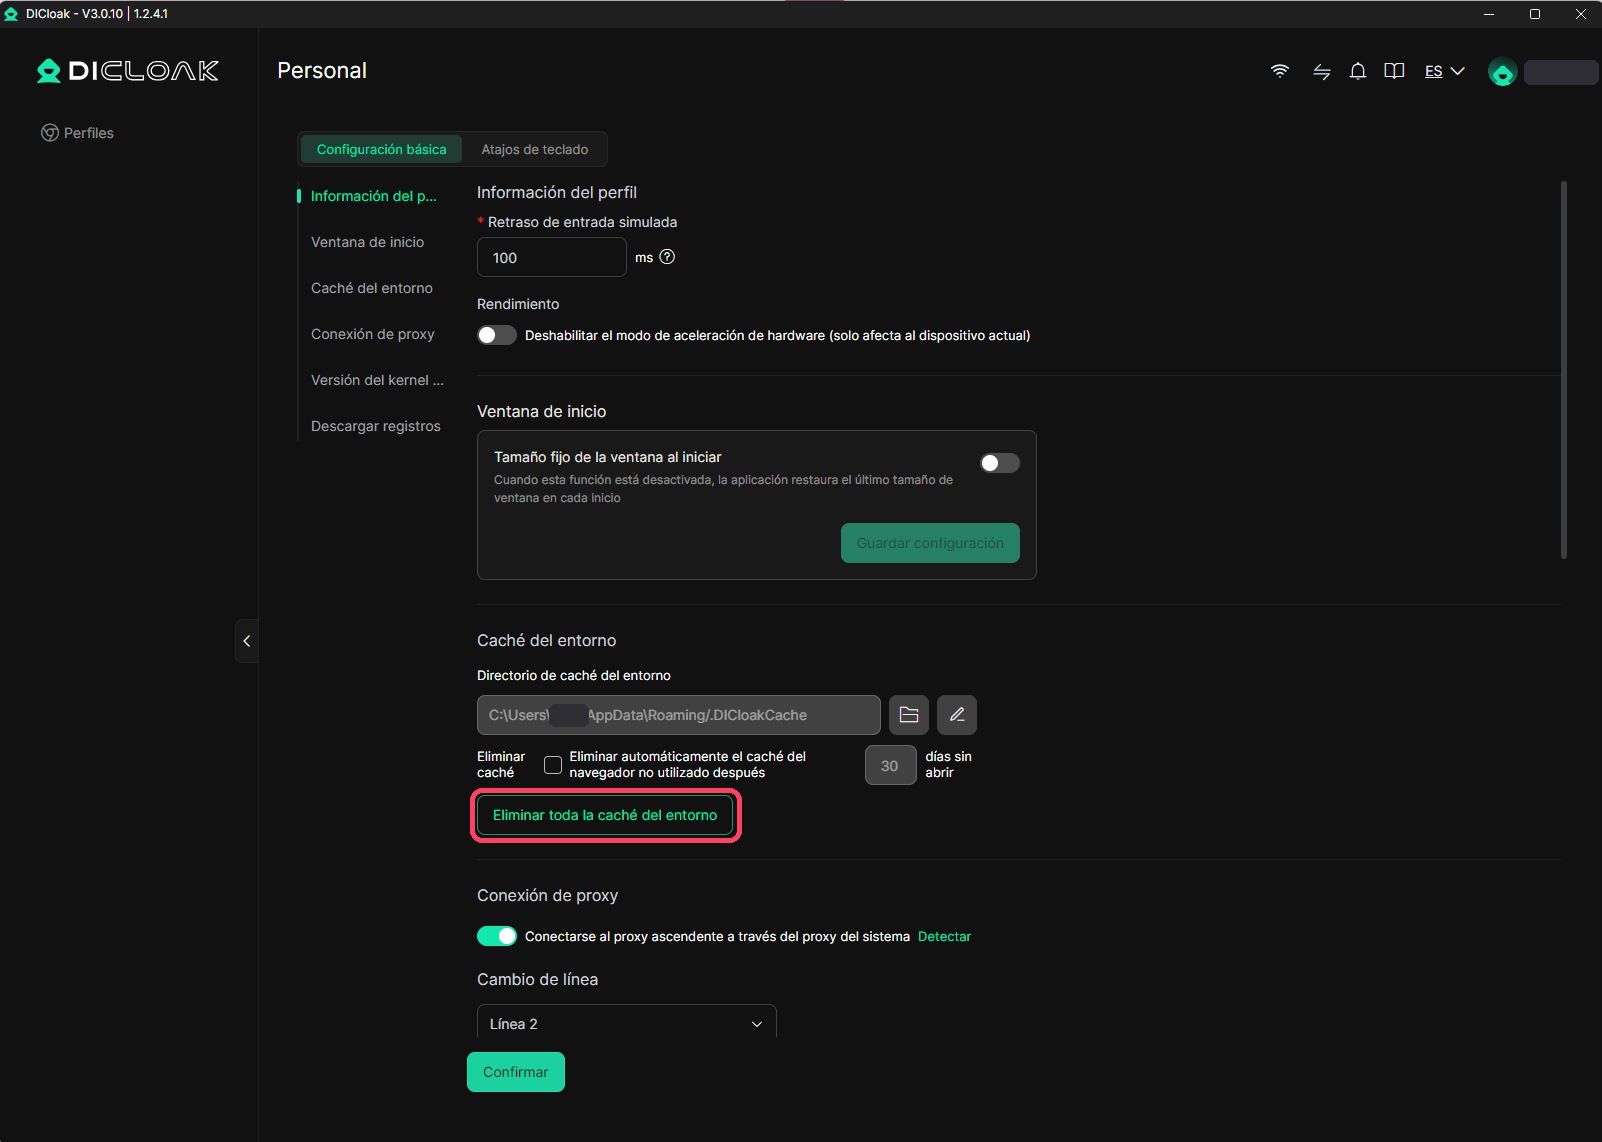 DICloak - V3.0.10 | 1.2.4.1
DICLOAK
Personal
ES
Perfiles
Configuración básica
Atajos de teclado
Información del p...
Ventana de inicio
Caché del entorno
Conexión de proxy
Versión del kernel ...
Descargar registros
Información del perfil
* Retraso de entrada simulada
100
ms
Rendimiento
Deshabilitar el modo de aceleración de hardware (solo afecta al dispositivo actual)
Ventana de inicio
Tamaño fijo de la ventana al iniciar
Cuando esta función está desactivada, la aplicación restaura el último tamaño de
ventana en cada inicio
Guardar configuración
Caché del entorno
Directorio de caché del entorno
C:\Users\ AppData\Roaming/.DICloakCache
Eliminar
caché
Eliminar automáticamente el caché del
navegador no utilizado después
30
días sin
abrir
Eliminar toda la caché del entorno
Conexión de proxy
Conectarse al proxy ascendente a través del proxy del sistema Detectar
Cambio de línea
Línea 2
Confirmar